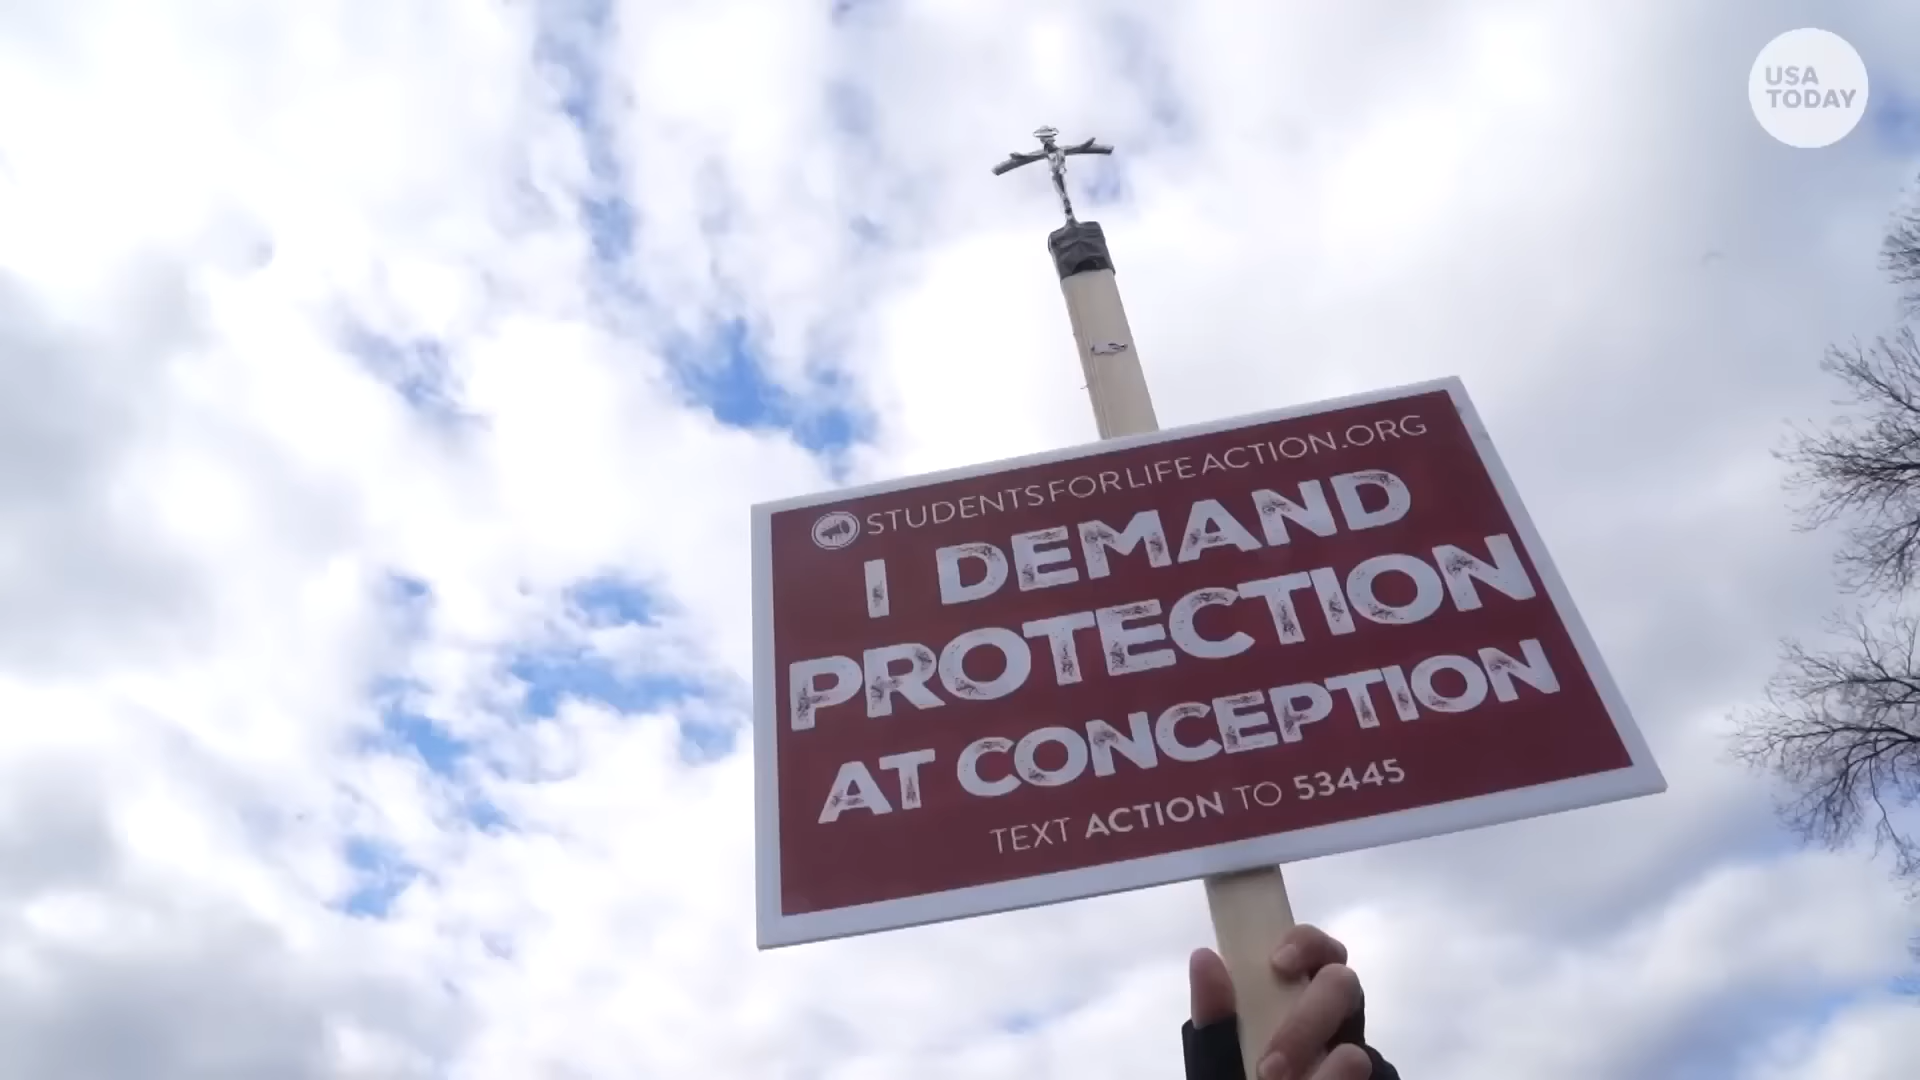 USA
TODAY
STUDENTSFORLIFEACTION.ORG
I DEMAND
PROTECTION
AT CONCEPTION
TEXT ACTION TO 53445